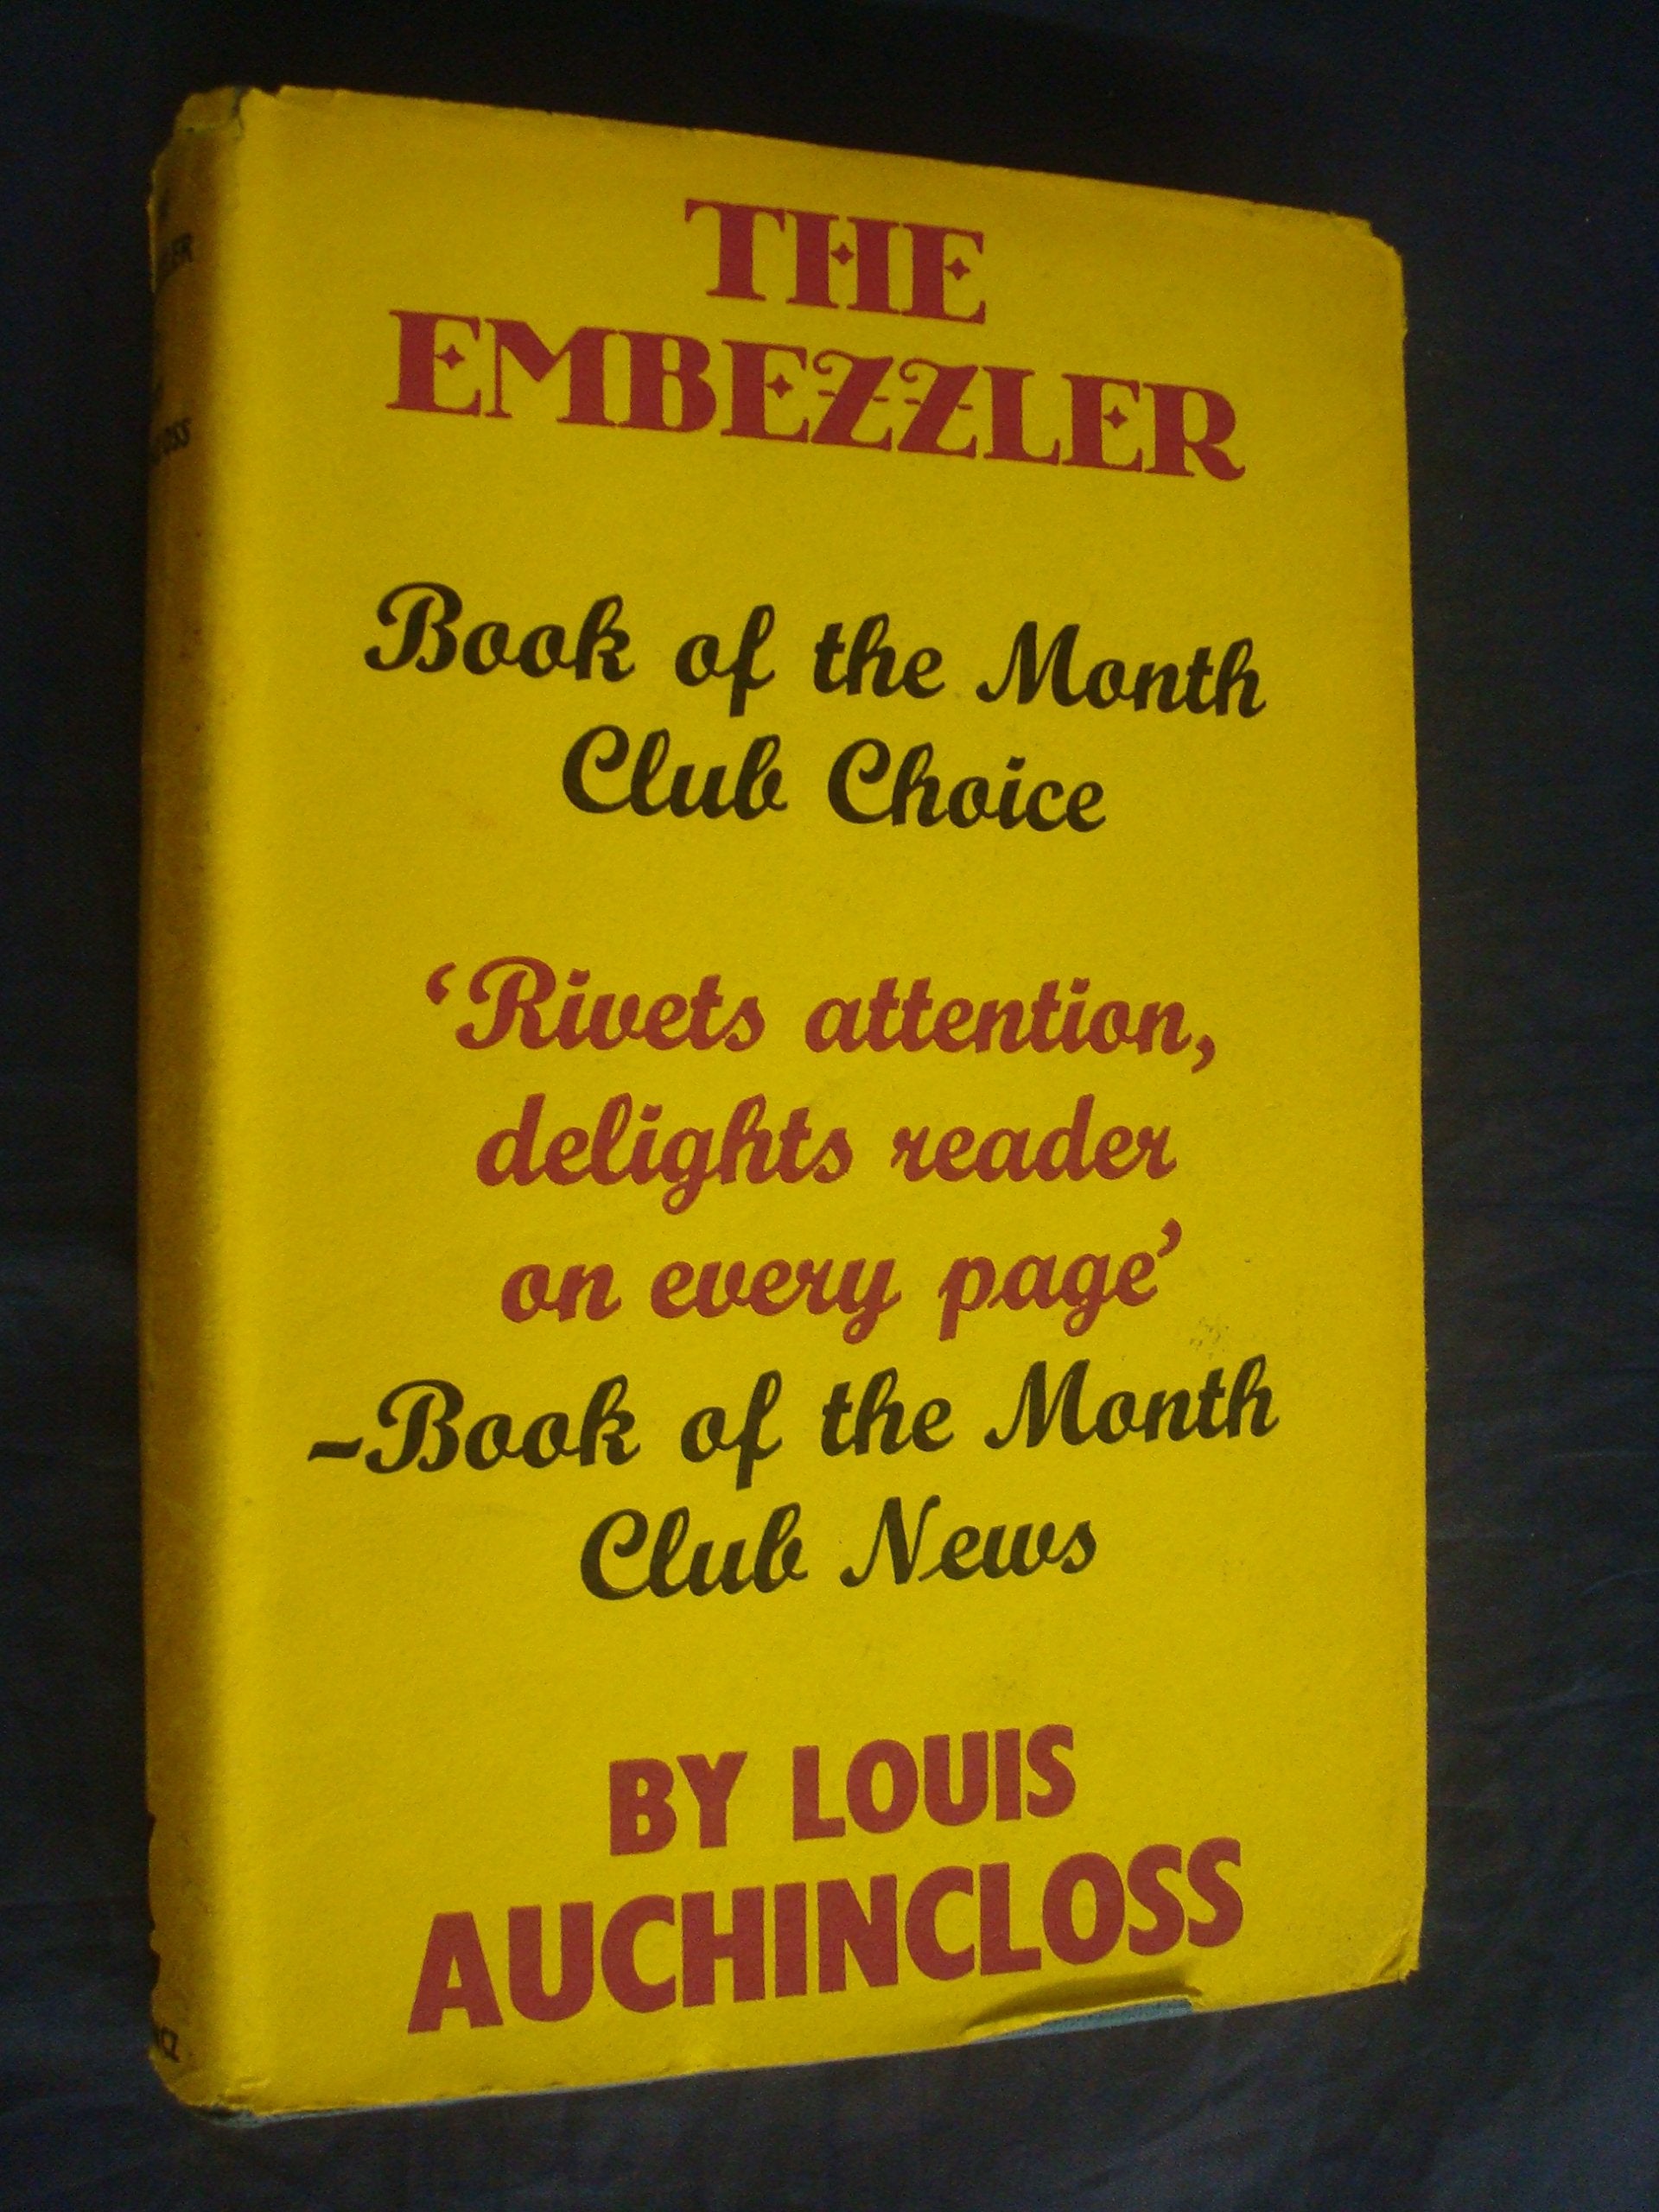 THE
EMBEZZLER
Book of the Month
Club Choice
‘Rivets attention,
delights reader
on every page’
–Book of the Month
Club News
BY LOUIS
AUCHINCLOSS